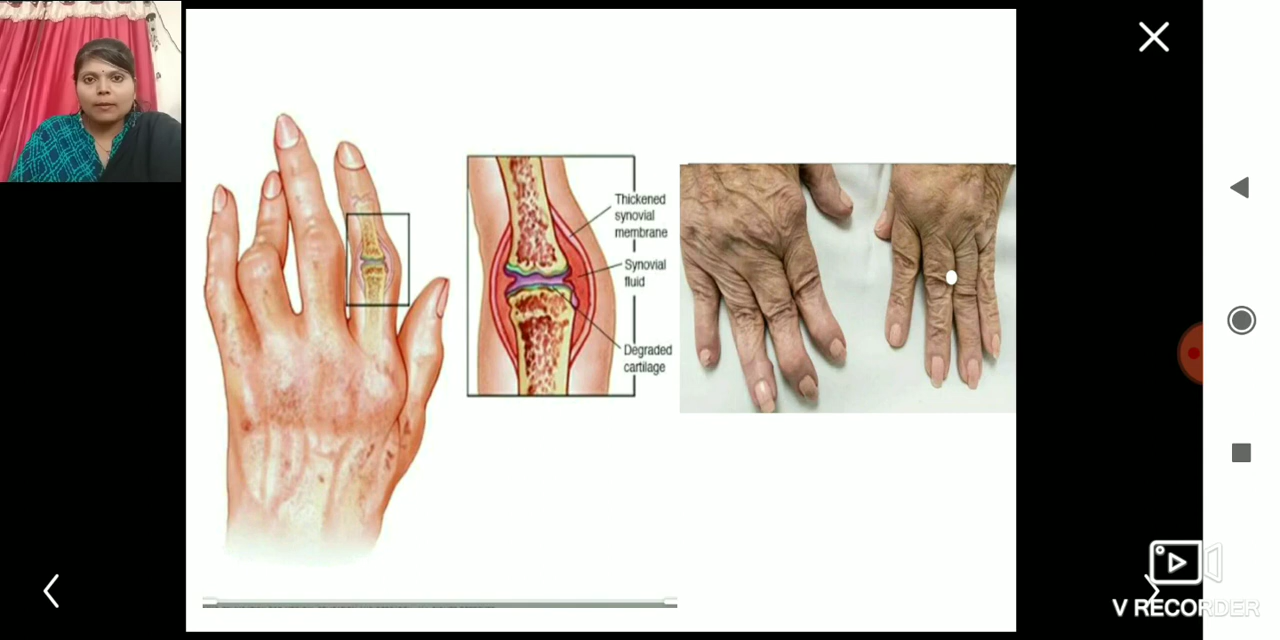 Thickened
synovial
membrane
Synovial
fluid
Degraded
cartilage
V RECORDER